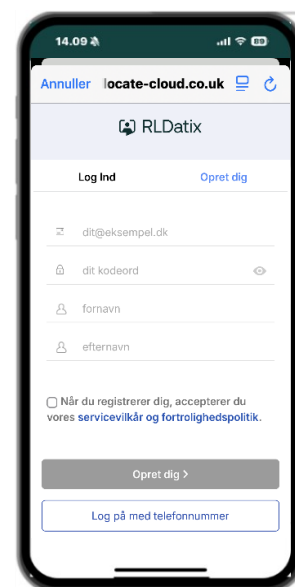 14.09
89
Annuller locate-cloud.co.uk
RLDatix
Log Ind Opret dig
dit@eksempel.dk
dit kodeord
fornavn
efternavn
Når du registrerer dig, accepterer du
vores servicevilkår og fortrolighedspolitik.
Opret dig >
Log på med telefonnummer